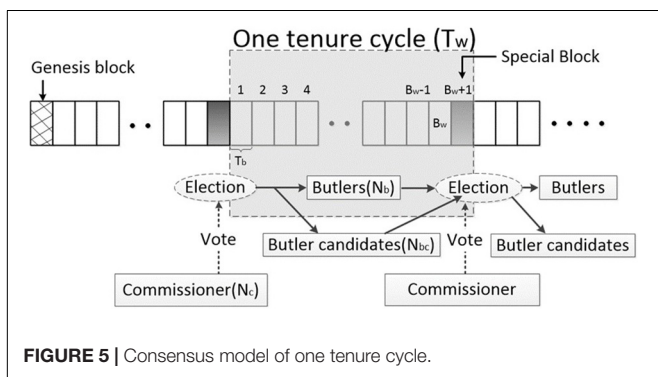 One tenure cycle (Tw)
Genesis block
Special Block
1 2 3 4 Bw-1 Bw+1
Bw
Tb
Election Butlers(Nb) Election Butlers
Vote Butler candidates(Nbc) Vote Butler candidates
Commissioner(Nc) Commissioner
FIGURE 5 | Consensus model of one tenure cycle.